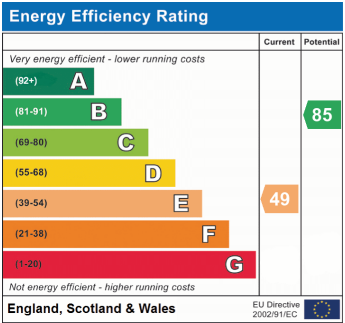 Energy Efficiency Rating
Current Potential
Very energy efficient - lower running costs
(92+) A
(81-91) B
(69-80) C
(55-68) D
(39-54) E
(21-38) F
(1-20) G
49
85
Not energy efficient - higher running costs
England, Scotland & Wales
EU Directive
2002/91/EC